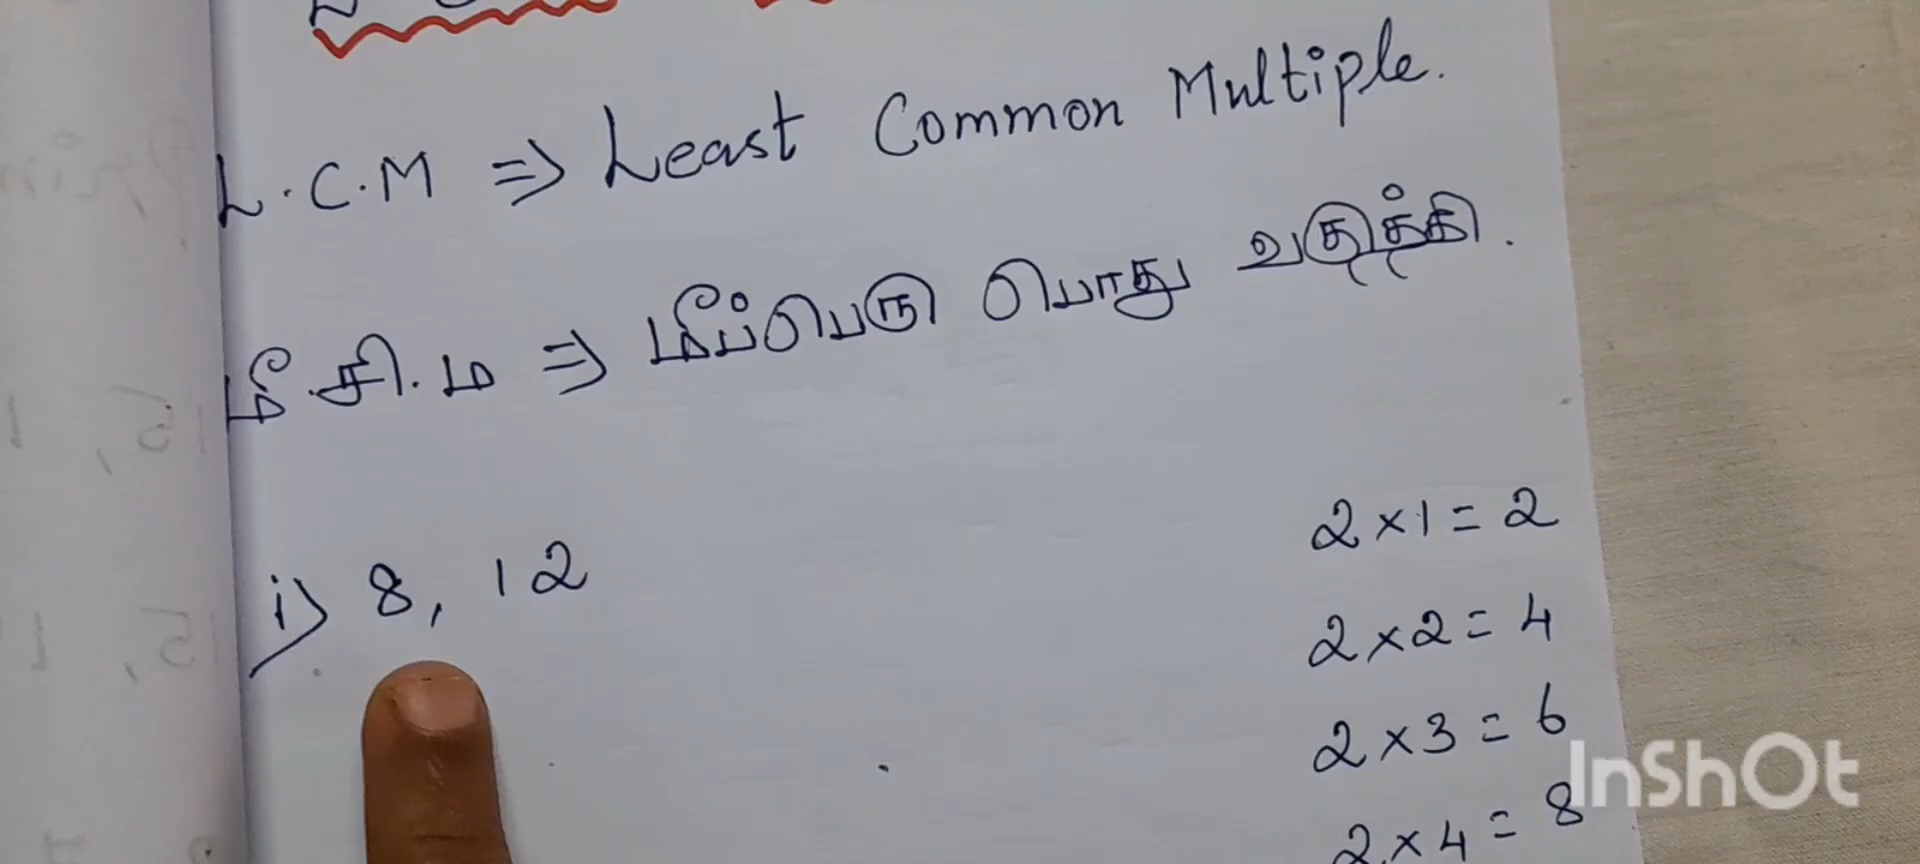 L.C.M => Least Common Multiple.
மீ.சி.ம => மீப்பெரு பொது வகுத்தி.
i) 8, 12
2 × 1 = 2
2 × 2 = 4
2 × 3 = 6
2 × 4 = 8
InShOt